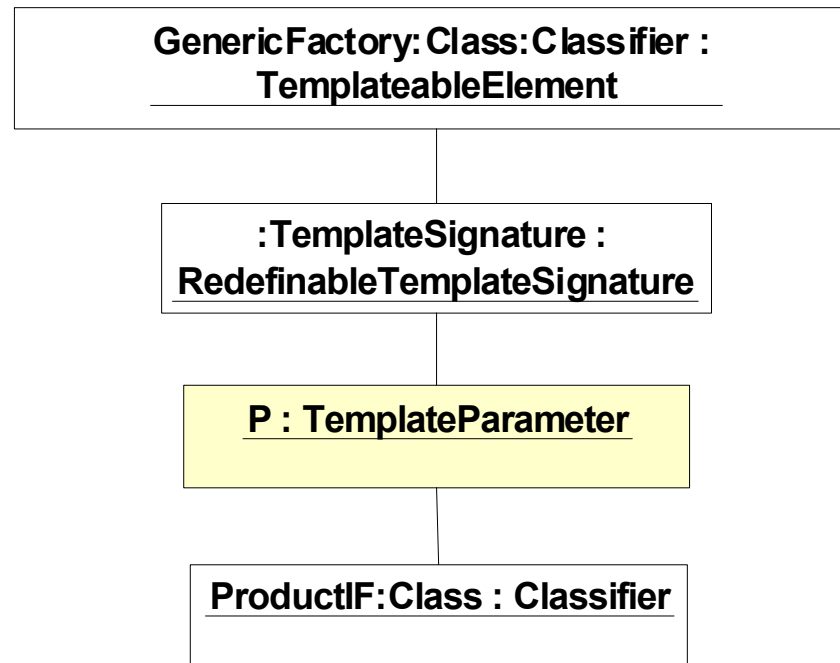 GenericFactory:Class:Classifier :
TemplateableElement
:TemplateSignature :
RedefinableTemplateSignature
P : TemplateParameter
ProductIF:Class : Classifier